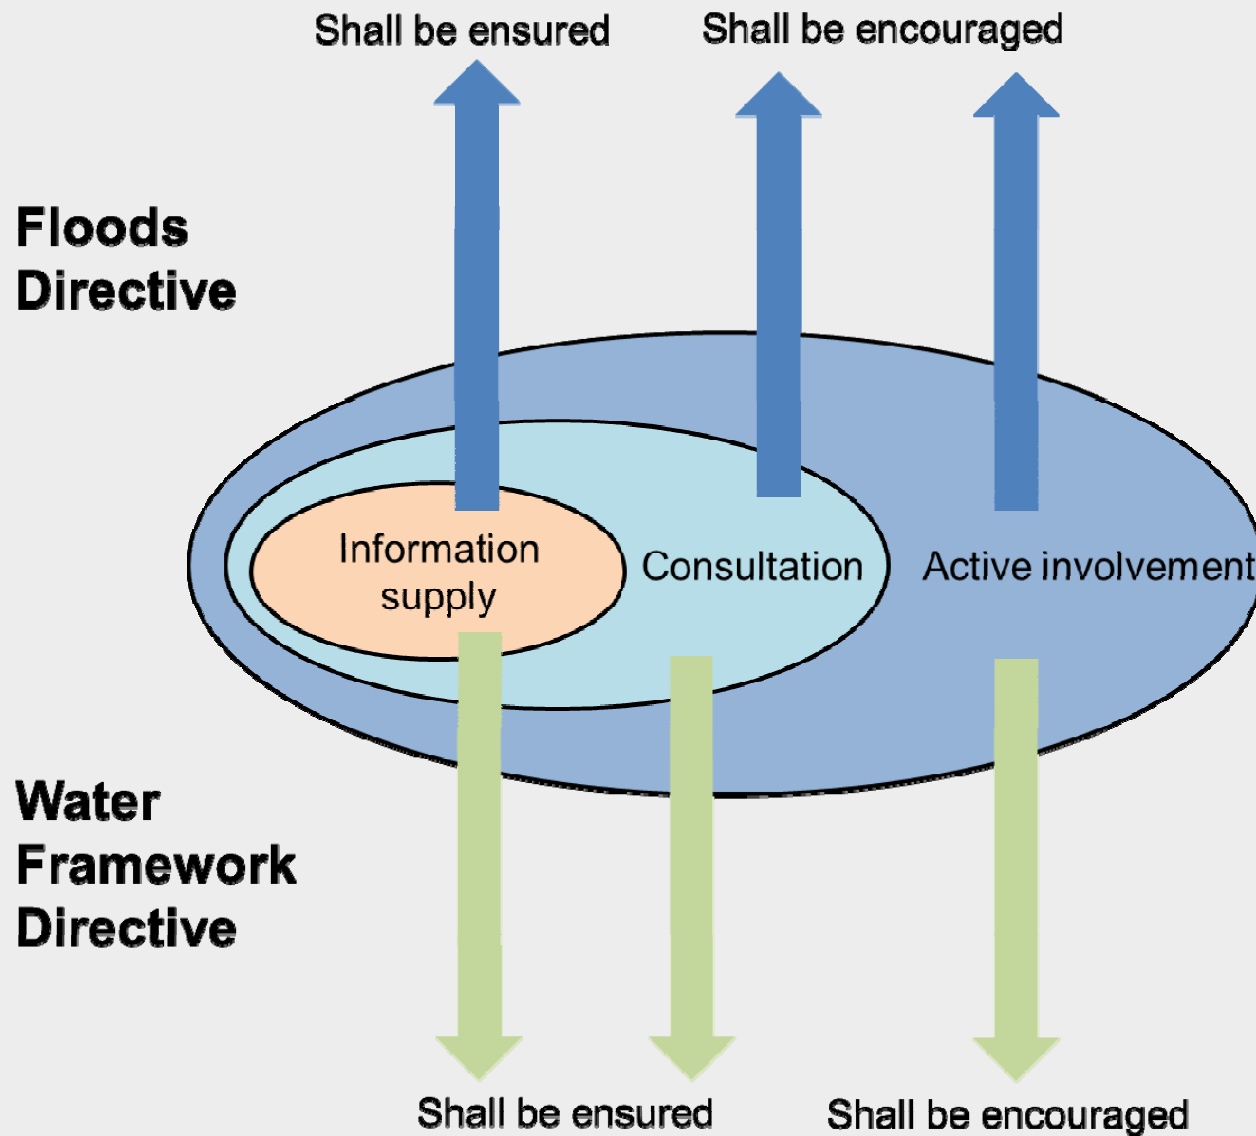 Shall be ensured
Shall be encouraged
Floods
Directive
Information
supply
Consultation
Active involvement
Water
Framework
Directive
Shall be ensured
Shall be encouraged